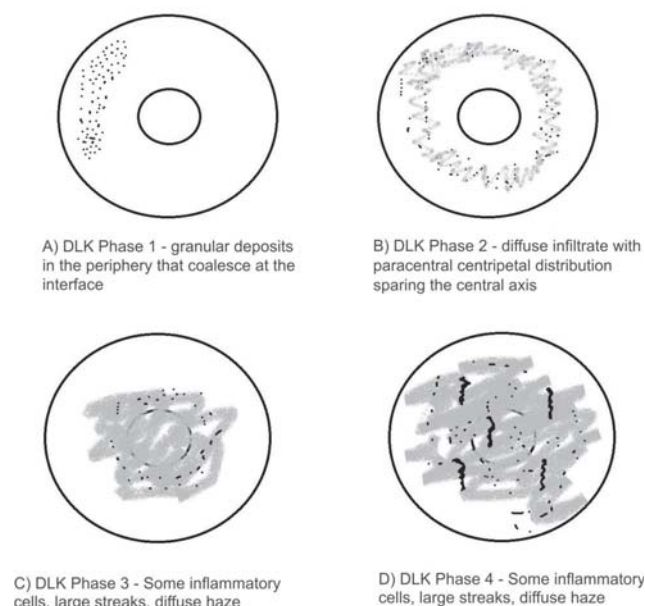 A) DLK Phase 1 - granular deposits
in the periphery that coalesce at the
interface
B) DLK Phase 2 - diffuse infiltrate with
paracentral centripetal distribution
sparing the central axis
C) DLK Phase 3 - Some inflammatory
cells, large streaks, diffuse haze
D) DLK Phase 4 - Some inflammatory
cells, large streaks, diffuse haze